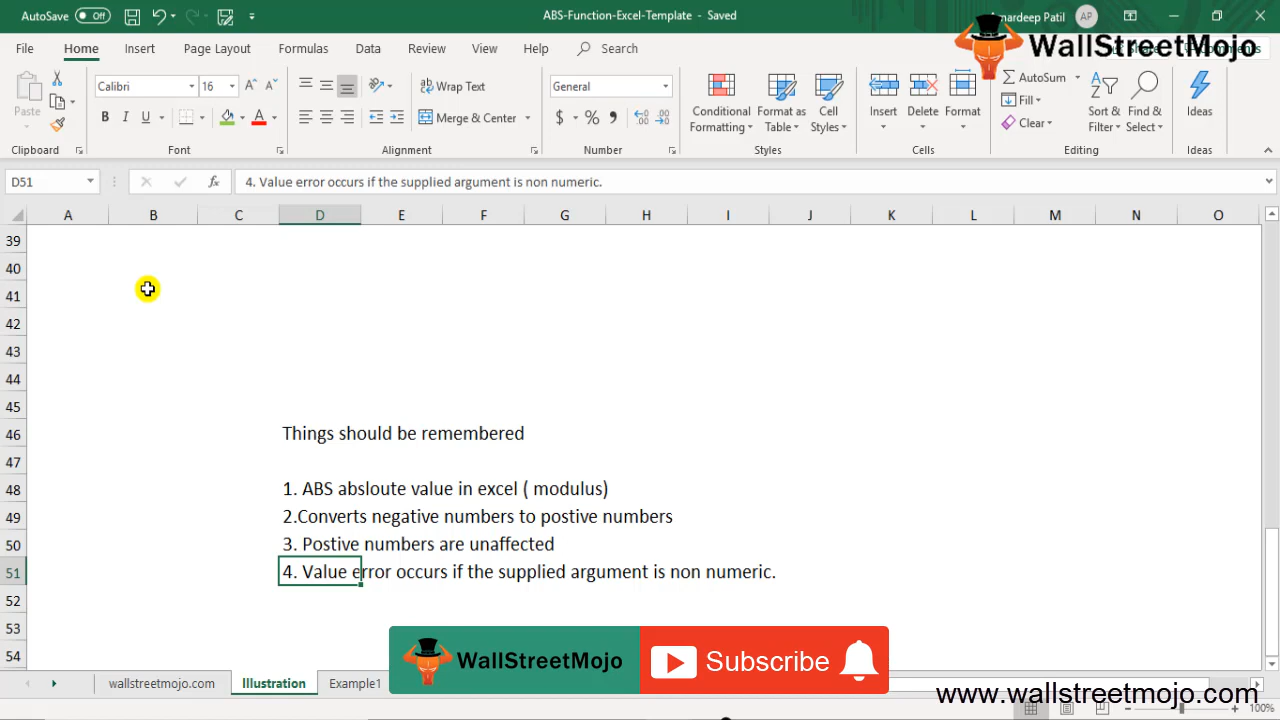 AutoSave Off ABS-Function-Excel-Template - Saved Amardeep Patil AP
File Home Insert Page Layout Formulas Data Review View Help Search
WallStreetMojo
Paste Calibri 16 B I U Wrap Text Merge & Center General $ % Conditional Formatting Format as Table Cell Styles Insert Delete Format AutoSum Fill Clear Sort & Filter Find & Select Ideas
Clipboard Font Alignment Number Styles Cells Editing Ideas
D51 fx 4. Value error occurs if the supplied argument is non numeric.
A B C D E F G H I J K L M N O
39
40
41
42
43
44
45
46 Things should be remembered
47
48 1. ABS absloute value in excel ( modulus)
49 2.Converts negative numbers to postive numbers
50 3. Postive numbers are unaffected
51 4. Value error occurs if the supplied argument is non numeric.
52
53
54
WallStreetMojo Subscribe
wallstreetmojo.com Illustration Example1
www.wallstreetmojo.com
100%